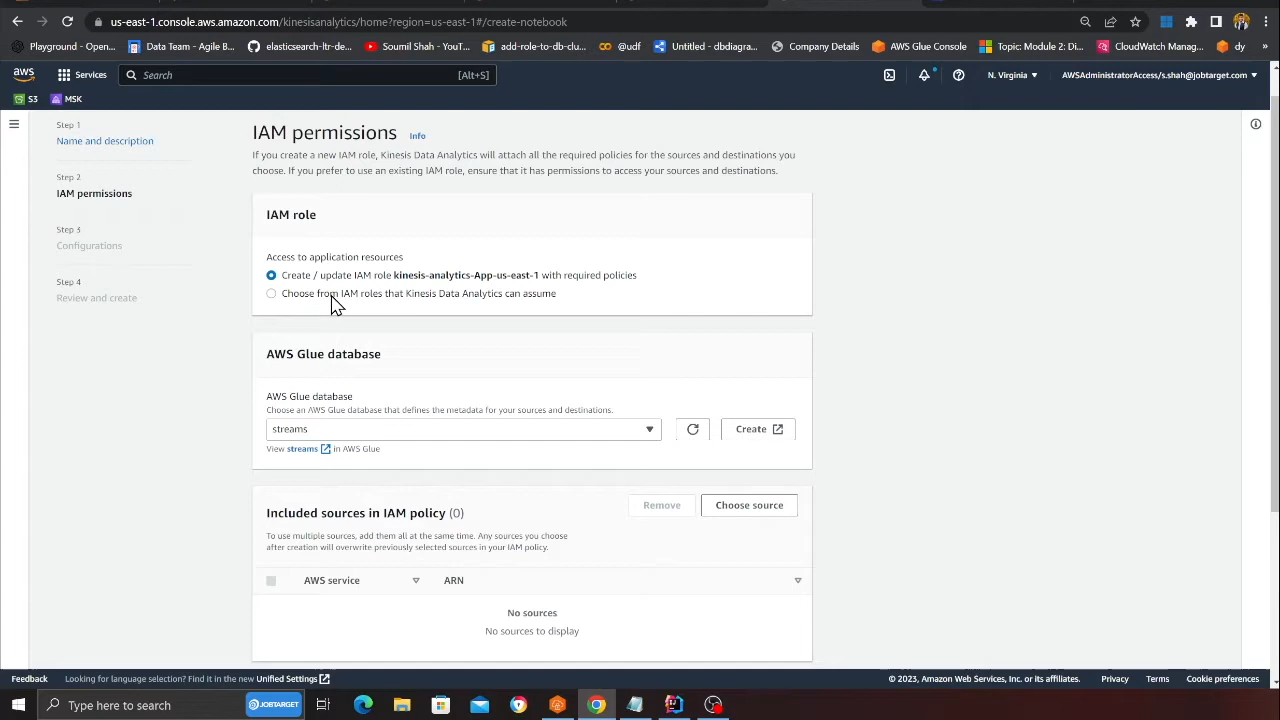 us-east-1.console.aws.amazon.com/kinesisanalytics/home?region=us-east-1#/create-notebook
Playground - Open...
Data Team - Agile B...
elasticsearch-ltr-de...
Soumil Shah - YouT...
add-role-to-db-clu...
@udf
Untitled - dbdiagra...
Company Details
AWS Glue Console
Topic: Module 2: Di...
CloudWatch Manag...
dy
aws
Services
Search
[Alt+S]
N. Virginia
AWSAdministratorAccess/s.shah@jobtarget.com
S3
MSK
Step 1
Name and description
Step 2
IAM permissions
Step 3
Configurations
Step 4
Review and create
IAM permissions Info
If you create a new IAM role, Kinesis Data Analytics will attach all the required policies for the sources and destinations you
choose. If you prefer to use an existing IAM role, ensure that it has permissions to access your sources and destinations.
IAM role
Access to application resources
Create / update IAM role kinesis-analytics-App-us-east-1 with required policies
Choose from IAM roles that Kinesis Data Analytics can assume
AWS Glue database
AWS Glue database
Choose an AWS Glue database that defines the metadata for your sources and destinations.
streams
Create
View streams in AWS Glue
Included sources in IAM policy (0)
Remove
Choose source
To use multiple sources, add them all at the same time. Any sources you choose
after creation will overwrite previously selected sources in your IAM policy.
AWS service
ARN
No sources
No sources to display
Feedback
Looking for language selection? Find it in the new Unified Settings
© 2023, Amazon Web Services, Inc. or its affiliates.
Privacy
Terms
Cookie preferences
Type here to search
JOBTARGET